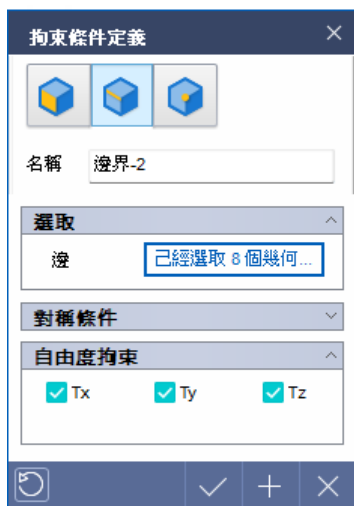 拘束條件定義
名稱 邊界-2
選取
邊 已經選取 8 個幾何...
對稱條件
自由度拘束
Tx Ty Tz